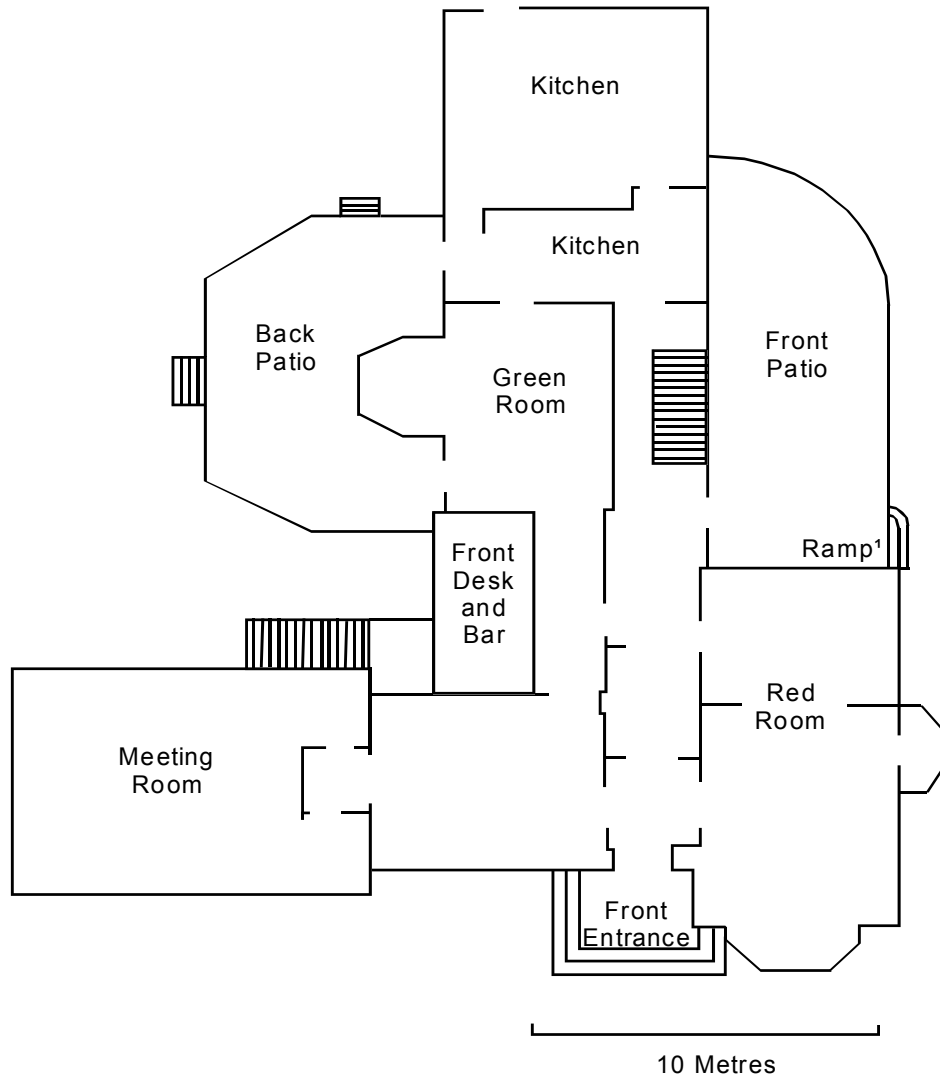 Kitchen
Kitchen
Back
Patio
Green
Room
Front
Patio
Front
Desk
and
Bar
Ramp¹
Red
Room
Meeting
Room
Front
Entrance
10 Metres